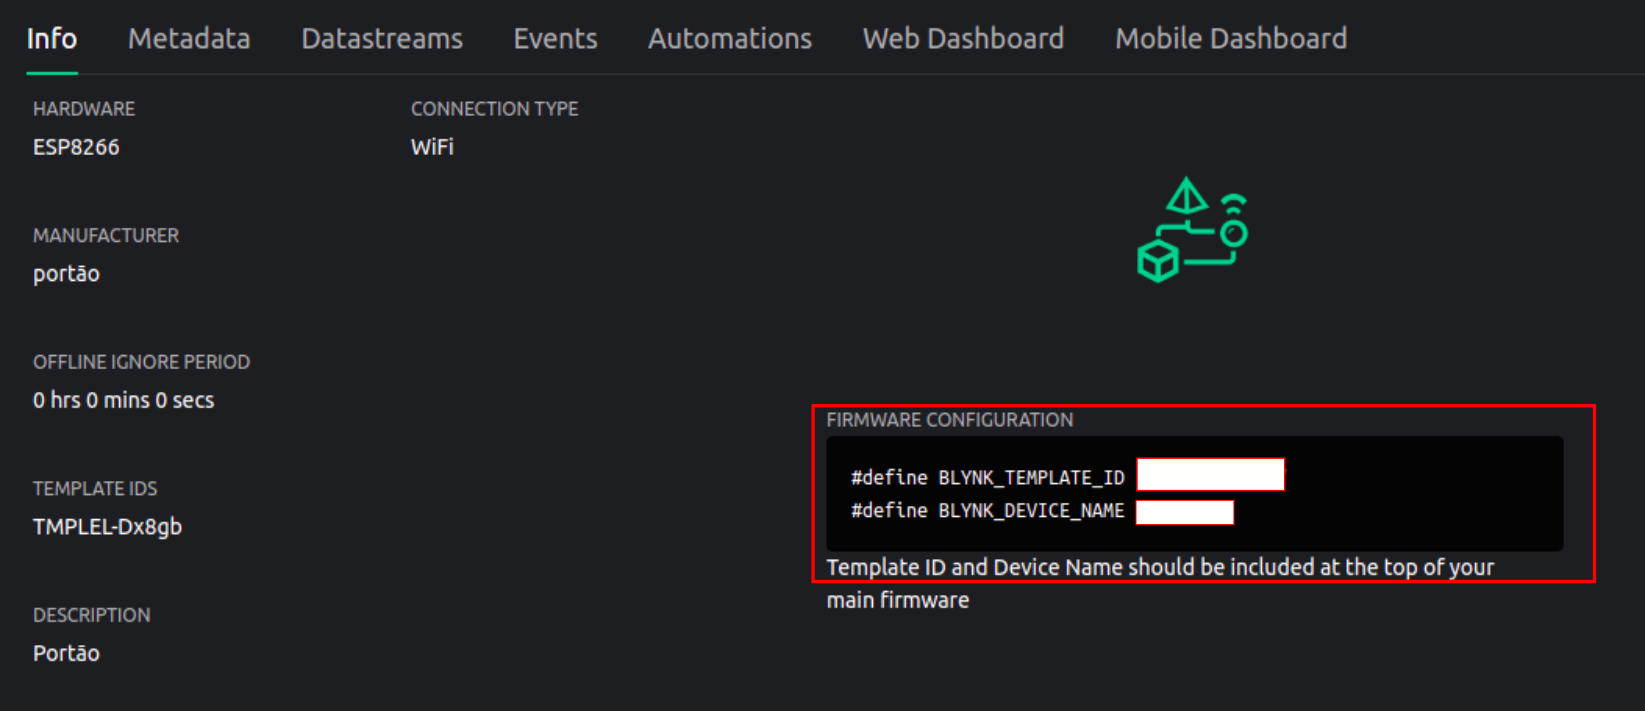 Info Metadata Datastreams Events Automations Web Dashboard Mobile Dashboard
HARDWARE
ESP8266
CONNECTION TYPE
WiFi
MANUFACTURER
portão
OFFLINE IGNORE PERIOD
0 hrs 0 mins 0 secs
TEMPLATE IDS
TMPLEL-Dx8gb
DESCRIPTION
Portão
FIRMWARE CONFIGURATION
#define BLYNK_TEMPLATE_ID
#define BLYNK_DEVICE_NAME
Template ID and Device Name should be included at the top of your
main firmware